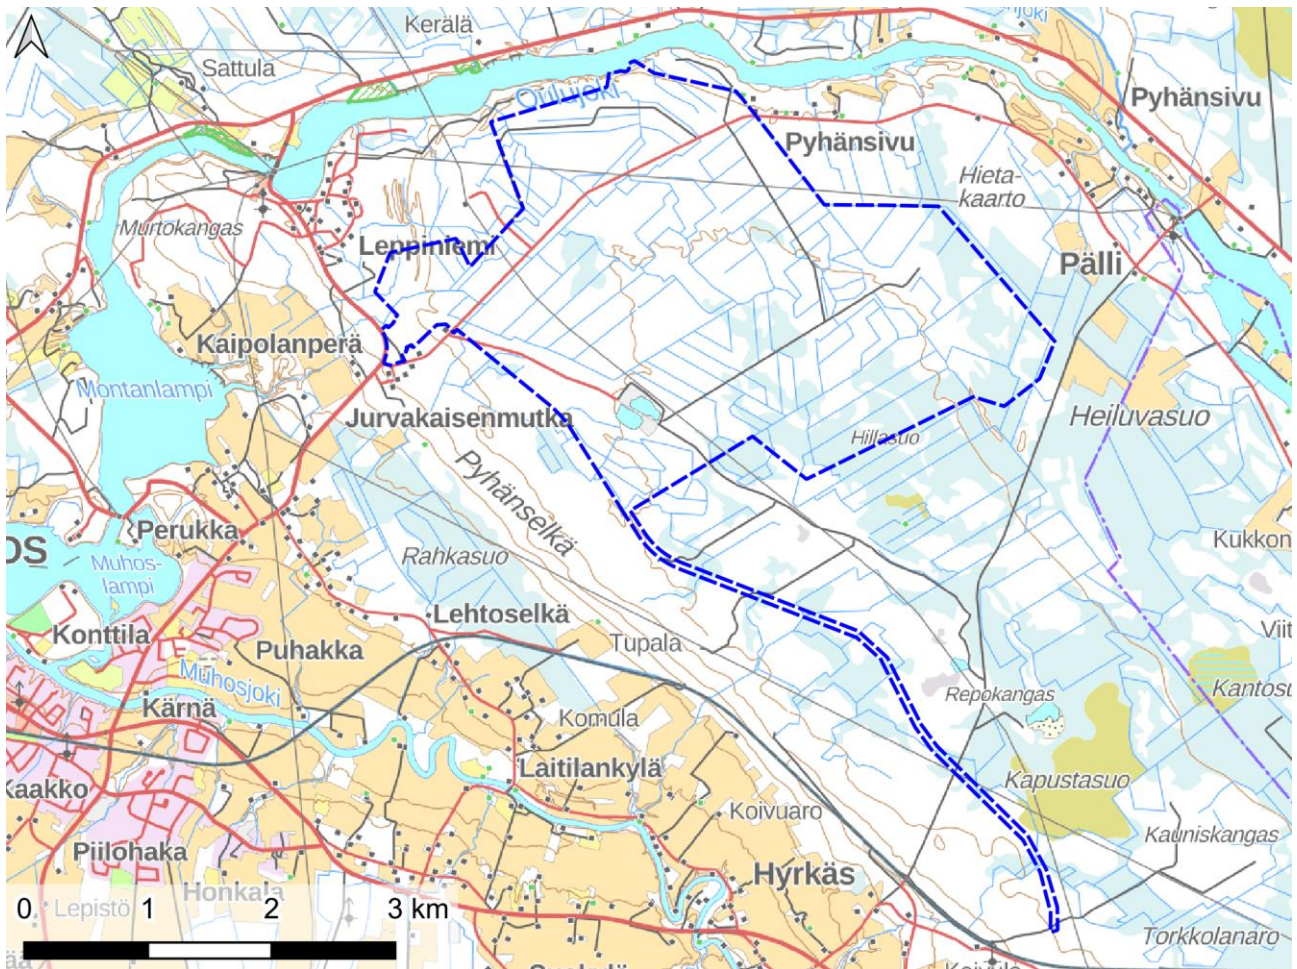 Kerälä
Sattula
Oulujoki
Pyhänsivu
Pyhänsivu
Hieta-
kaarto
Murtokangas
Leppiniemi
Pälli
Kaipolanperä
Montanlampi
Jurvakaisenmutka
Heiluvasuo
Hillasuo
Pyhänselkä
Perukka
OS
Muhos-
lampi
Rahkasuo
Kukkon
Konttila
Lehtoselkä
Viit
Puhakka
Tupala
Muhosjoki
Repokangas
Kantosu
Kärnä
Komula
Laitilankylä
Kapustasuo
Kaakko
Koivuaro
Kauniskangas
Piilohaka
Hyrkäs
Honkala
0 1 2 3 km
Lepistö
Torkkolanaro